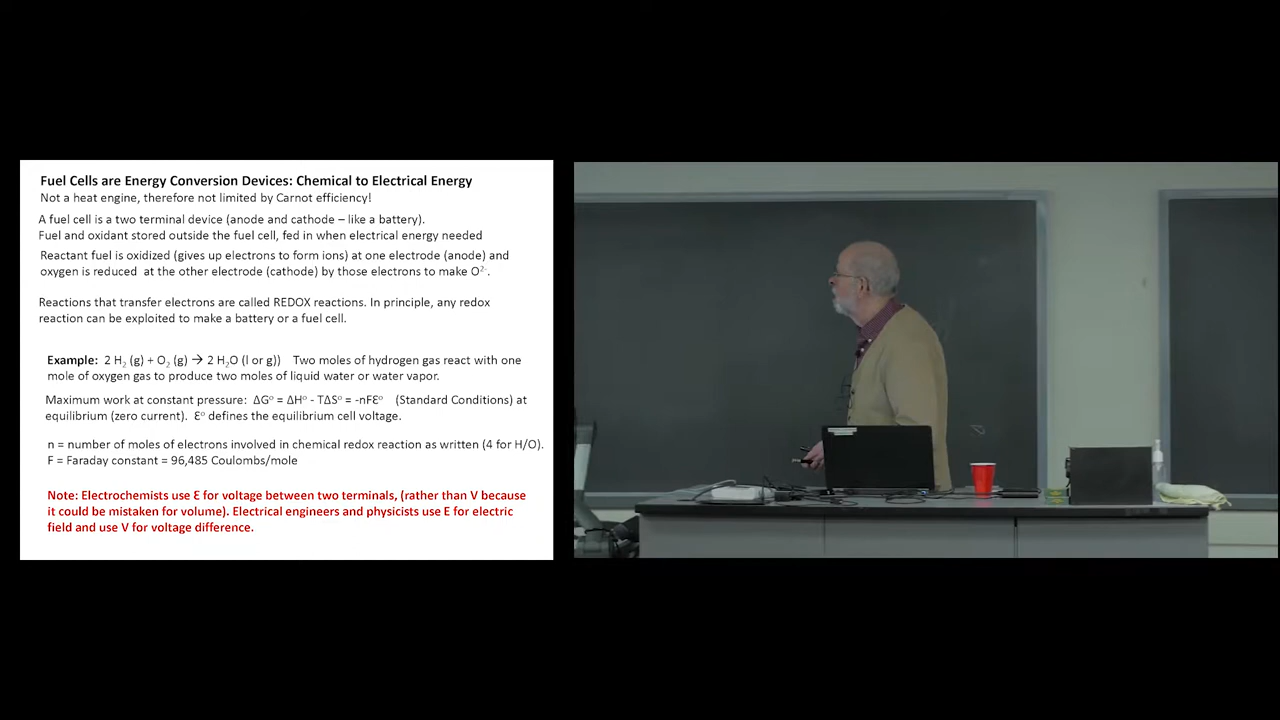 Fuel Cells are Energy Conversion Devices: Chemical to Electrical Energy
Not a heat engine, therefore not limited by Carnot efficiency!
A fuel cell is a two terminal device (anode and cathode – like a battery).
Fuel and oxidant stored outside the fuel cell, fed in when electrical energy needed
Reactant fuel is oxidized (gives up electrons to form ions) at one electrode (anode) and
oxygen is reduced at the other electrode (cathode) by those electrons to make O²⁻.
Reactions that transfer electrons are called REDOX reactions. In principle, any redox
reaction can be exploited to make a battery or a fuel cell.
Example: 2 H₂ (g) + O₂ (g) → 2 H₂O (l or g)) Two moles of hydrogen gas react with one
mole of oxygen gas to produce two moles of liquid water or water vapor.
Maximum work at constant pressure: ΔG° = ΔH° - TΔS° = -nFƐ° (Standard Conditions) at
equilibrium (zero current). Ɛ° defines the equilibrium cell voltage.
n = number of moles of electrons involved in chemical redox reaction as written (4 for H/O).
F = Faraday constant = 96,485 Coulombs/mole
Note: Electrochemists use Ɛ for voltage between two terminals, (rather than V because
it could be mistaken for volume). Electrical engineers and physicists use E for electric
field and use V for voltage difference.